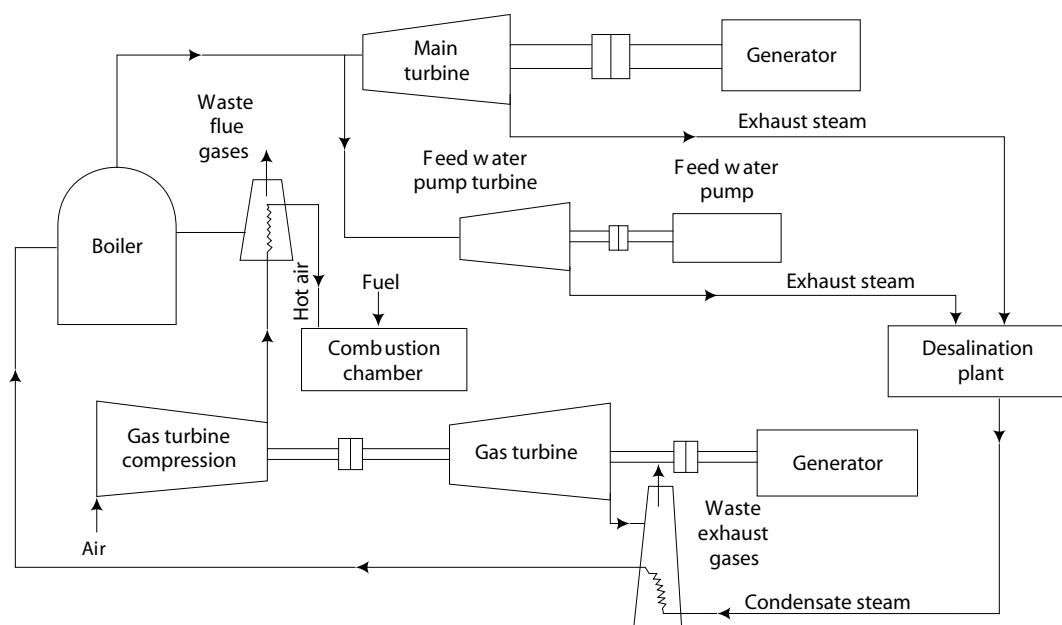 Main
turbine
Generator
Waste
flue
gases
Exhaust steam
Feed water
pump turbine
Feed water
pump
Boiler
Hot air
Fuel
Exhaust steam
Combustion
chamber
Desalination
plant
Gas turbine
compression
Gas turbine
Generator
Waste
exhaust
gases
Air
Condensate steam